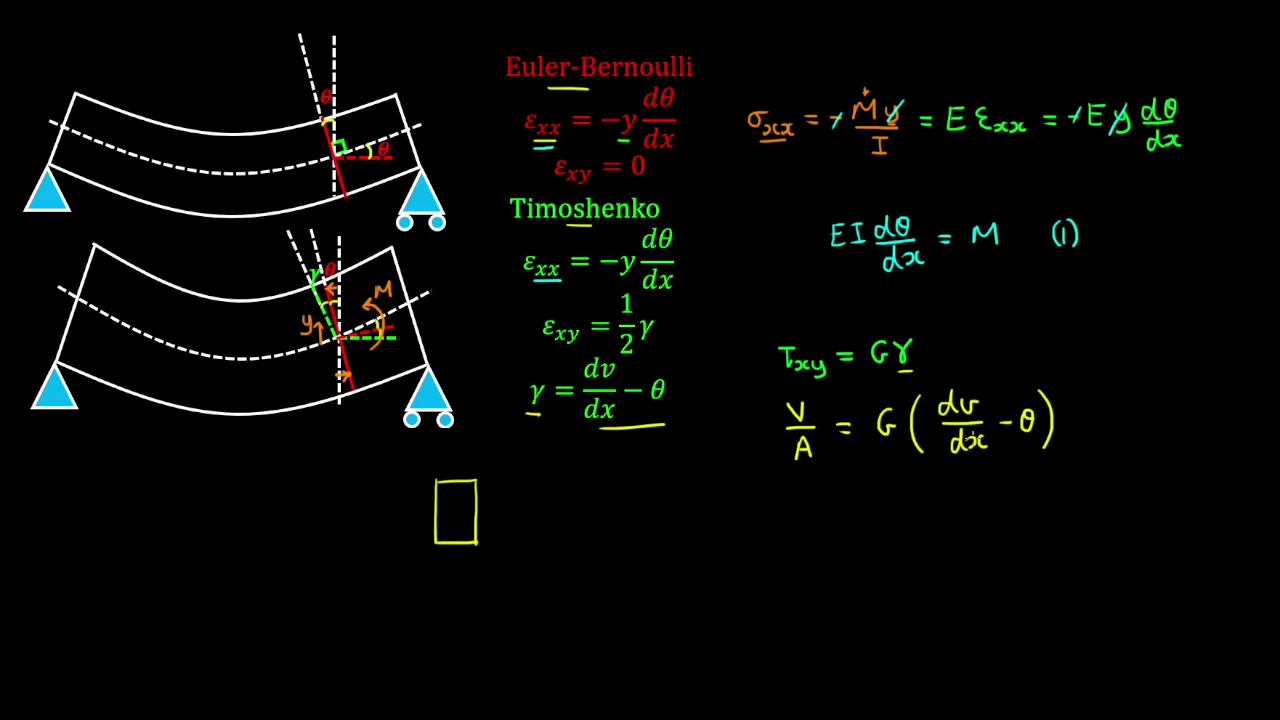 θ
θ
γ θ
M
y
Euler-Bernoulli
εxx = −y dθ/dx
εxy = 0
Timoshenko
εxx = −y dθ/dx
εxy = 1/2 γ
γ = dv/dx − θ
σxx = − My/I = E εxx = − E y dθ/dx
EI dθ/dx = M (1)
τxy = Gγ
V/A = G ( dv/dx − θ )